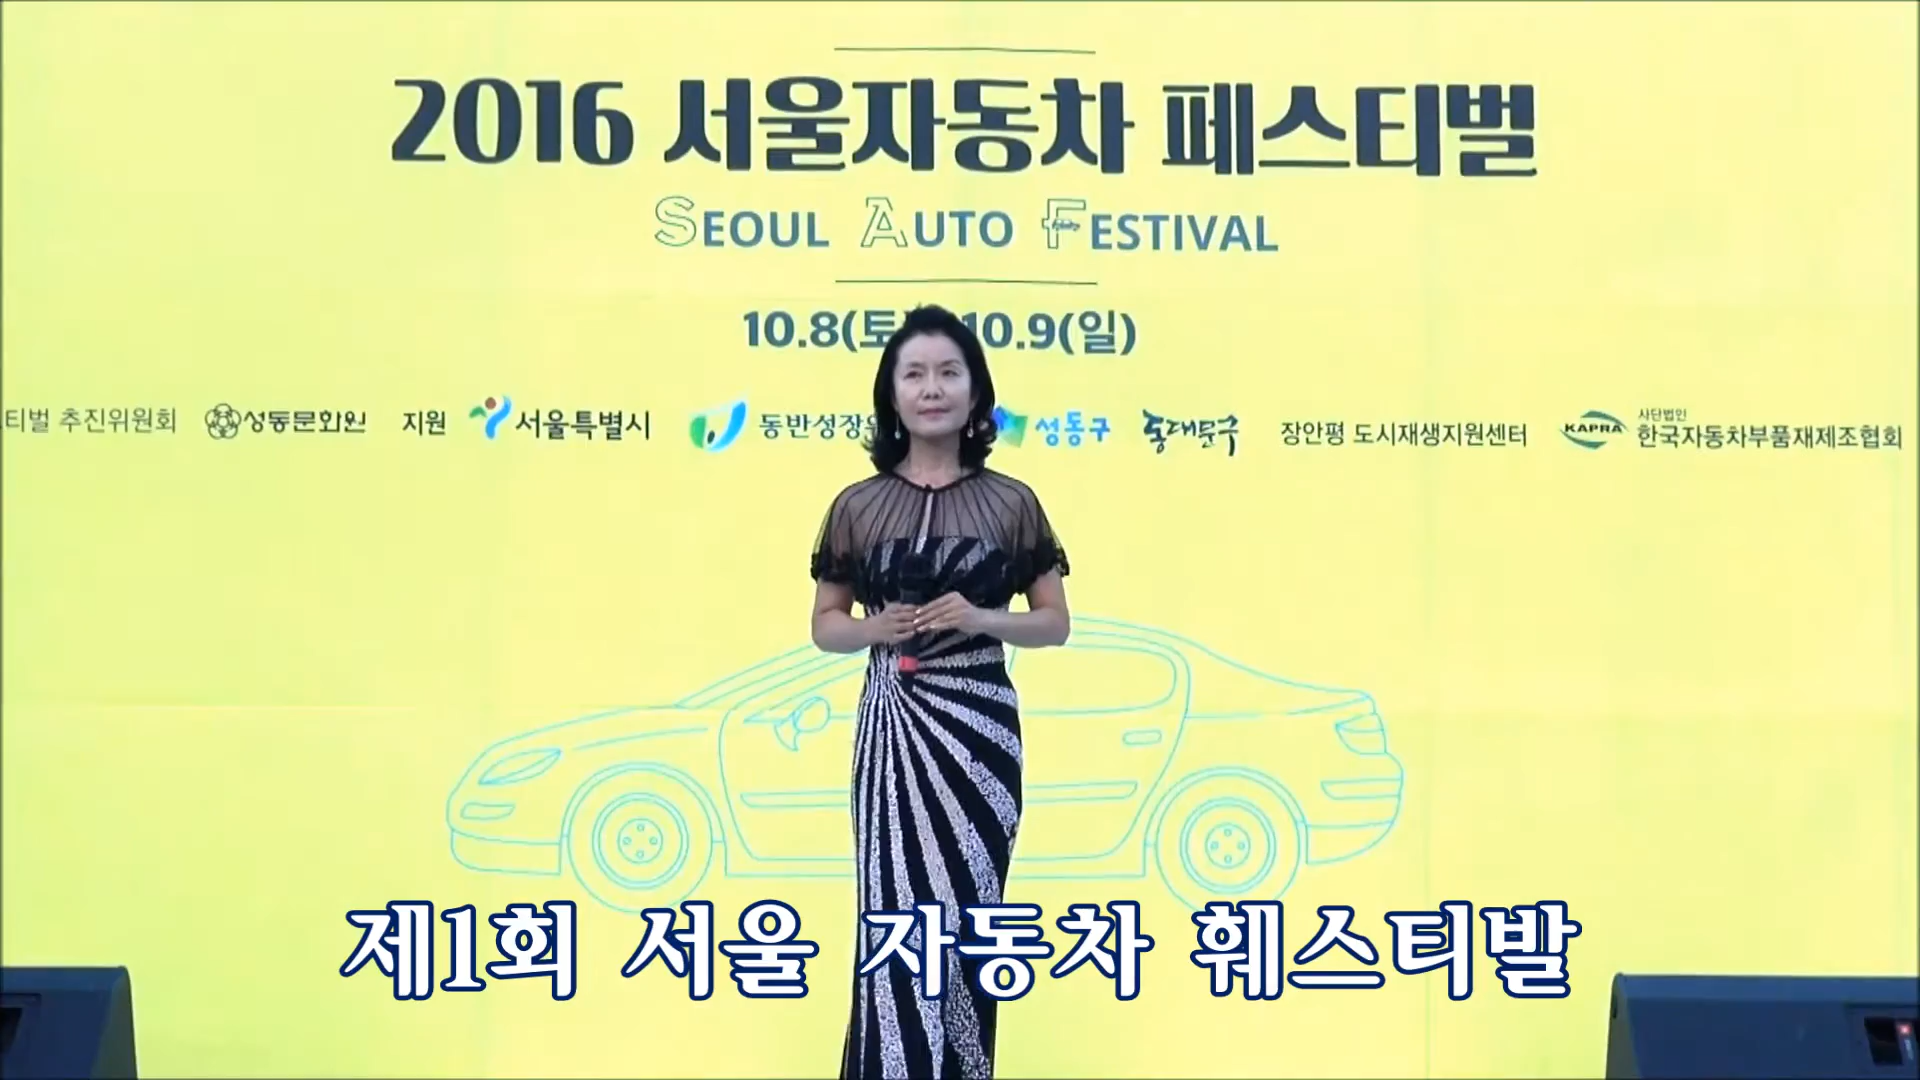 2016 서울자동차 페스티벌
SEOUL AUTO FESTIVAL
10.8(토) 10.9(일)
티벌 추진위원회 성동문화원 지원 서울특별시 동반성장위 성동구 동대문구 장안평 도시재생지원센터 KAPRA 사단법인 한국자동차부품재제조협회
제1회 서울 자동차 훼스티발